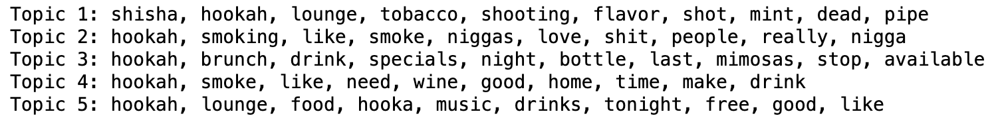 Topic 1: shisha, hookah, lounge, tobacco, shooting, flavor, shot, mint, dead, pipe
Topic 2: hookah, smoking, like, smoke, niggas, love, shit, people, really, nigga
Topic 3: hookah, brunch, drink, specials, night, bottle, last, mimosas, stop, available
Topic 4: hookah, smoke, like, need, wine, good, home, time, make, drink
Topic 5: hookah, lounge, food, hooka, music, drinks, tonight, free, good, like